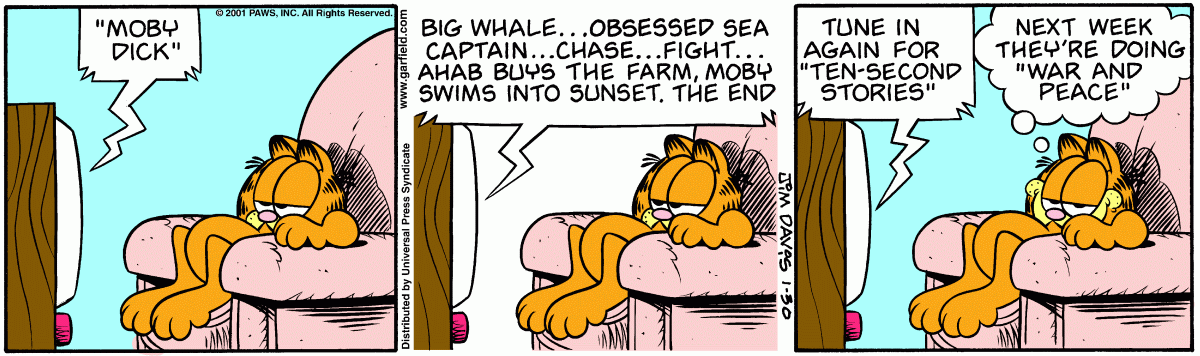 © 2001 PAWS, INC. All Rights Reserved.
"MOBY
DICK"
www.garfield.com
Distributed by Universal Press Syndicate
BIG WHALE...OBSESSED SEA
CAPTAIN...CHASE...FIGHT...
AHAB BUYS THE FARM, MOBY
SWIMS INTO SUNSET. THE END
JIM DAVIS 1-30
TUNE IN
AGAIN FOR
"TEN-SECOND
STORIES"
NEXT WEEK
THEY'RE DOING
"WAR AND
PEACE"